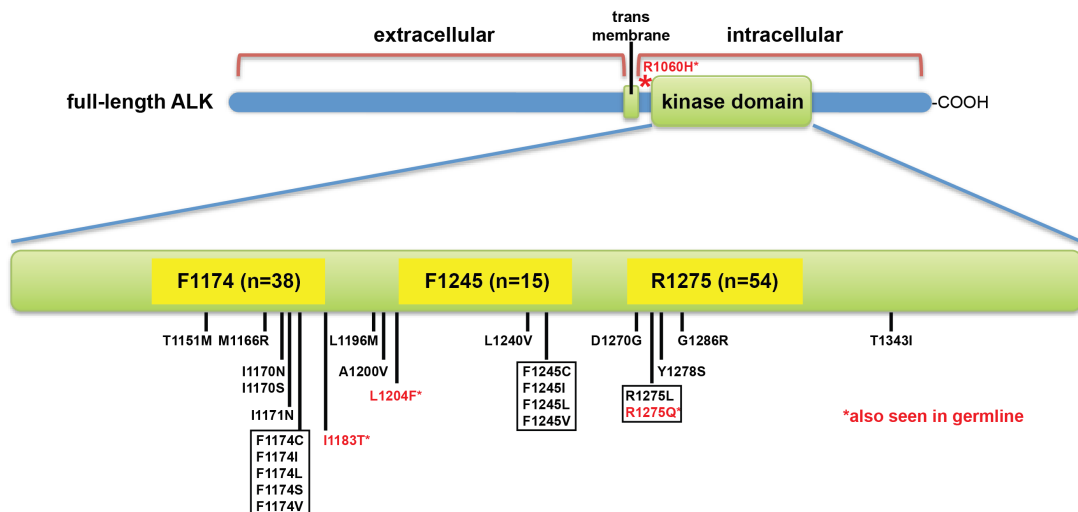 trans
membrane
extracellular
intracellular
R1060H*
*
full-length ALK
kinase domain
-COOH
F1174 (n=38)
F1245 (n=15)
R1275 (n=54)
T1151M
M1166R
L1196M
L1240V
D1270G
G1286R
T1343I
I1170N
I1170S
A1200V
Y1278S
L1204F*
I1171N
F1245C
F1245I
F1245L
F1245V
R1275L
R1275Q*
*also seen in germline
I1183T*
F1174C
F1174I
F1174L
F1174S
F1174V